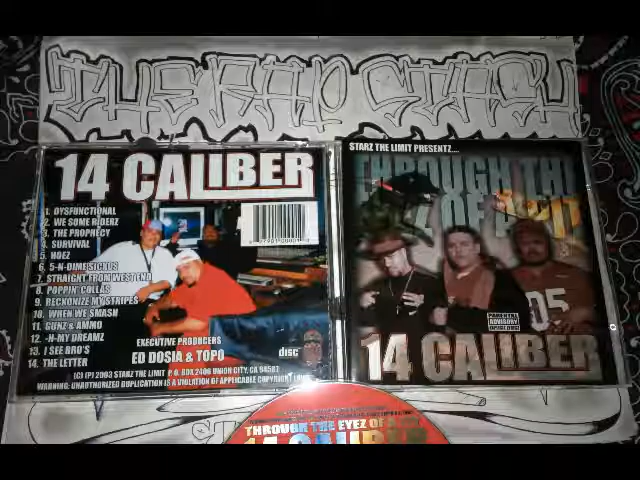 THE RAP STASH
14 CALIBER
1. DYSFUNCTIONAL
2. WE SOME RIDERZ
3. THE PROPHECY
4. SURVIVAL
5. HOEZ
6. 5-N-DIME SICKOS
7. STRAIGHT FROM WEST END
8. POPPIN' COLLAS
9. RECKONIZE MY STRIPES
10. WHEN WE SMASH
11. GUNZ & AMMO
12. -N-MY DREAMZ
13. I SEE BRO'S
14. THE LETTER
EXECUTIVE PRODUCERS
ED DOSIA & TOPO
disc
(C) (P) 2003 STARZ THE LIMIT P.O. BOX 2406 UNION CITY, CA 94587
WARNING: UNAUTHORIZED DUPLICATION IS A VIOLATION OF APPLICABLE COPYRIGHT
STARZ THE LIMIT PRESENTZ....
THROUGH THE
OF A
05
PARENTAL
ADVISORY
EXPLICIT LYRICS
14 CALIBER
THROUGH THE EYEZ OF A
14 CALIBER